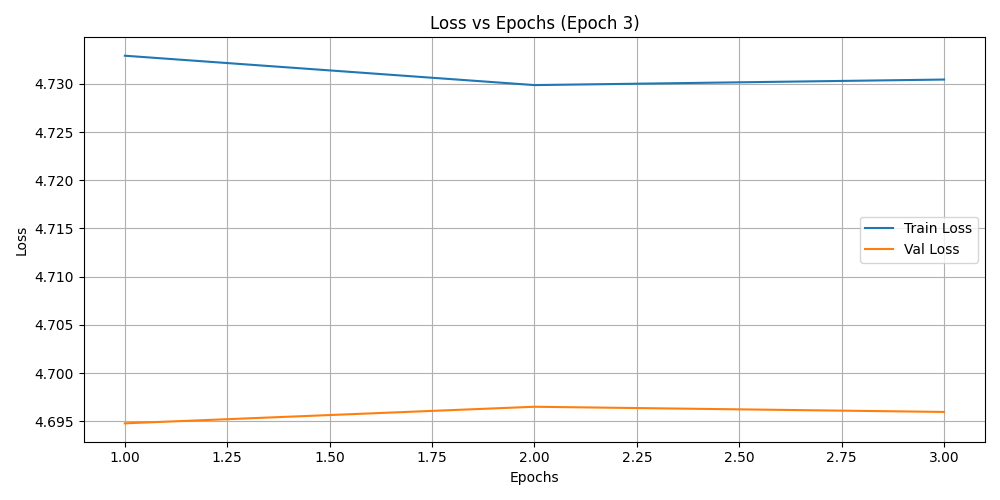 Loss vs Epochs (Epoch 3)
4.730
4.725
4.720
4.715
4.710
4.705
4.700
4.695
Loss
Train Loss
Val Loss
1.00 1.25 1.50 1.75 2.00 2.25 2.50 2.75 3.00
Epochs